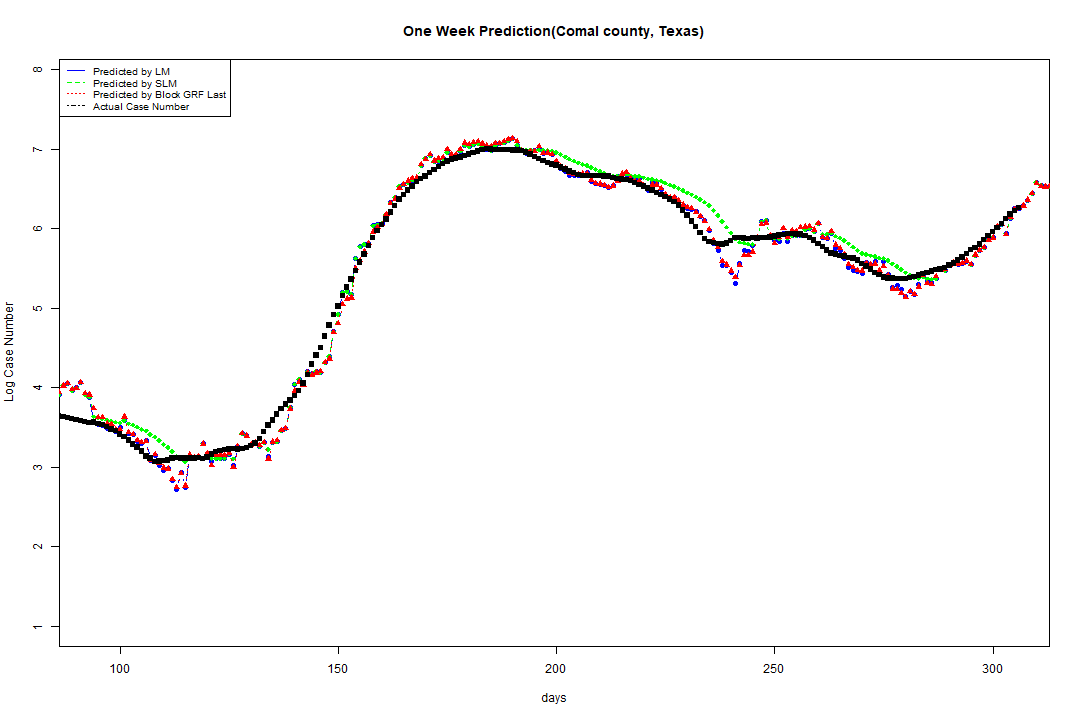 One Week Prediction(Comal county, Texas)
Predicted by LM
Predicted by SLM
Predicted by Block GRF Last
Actual Case Number
8
7
6
5
4
3
2
1
Log Case Number
100 150 200 250 300
days